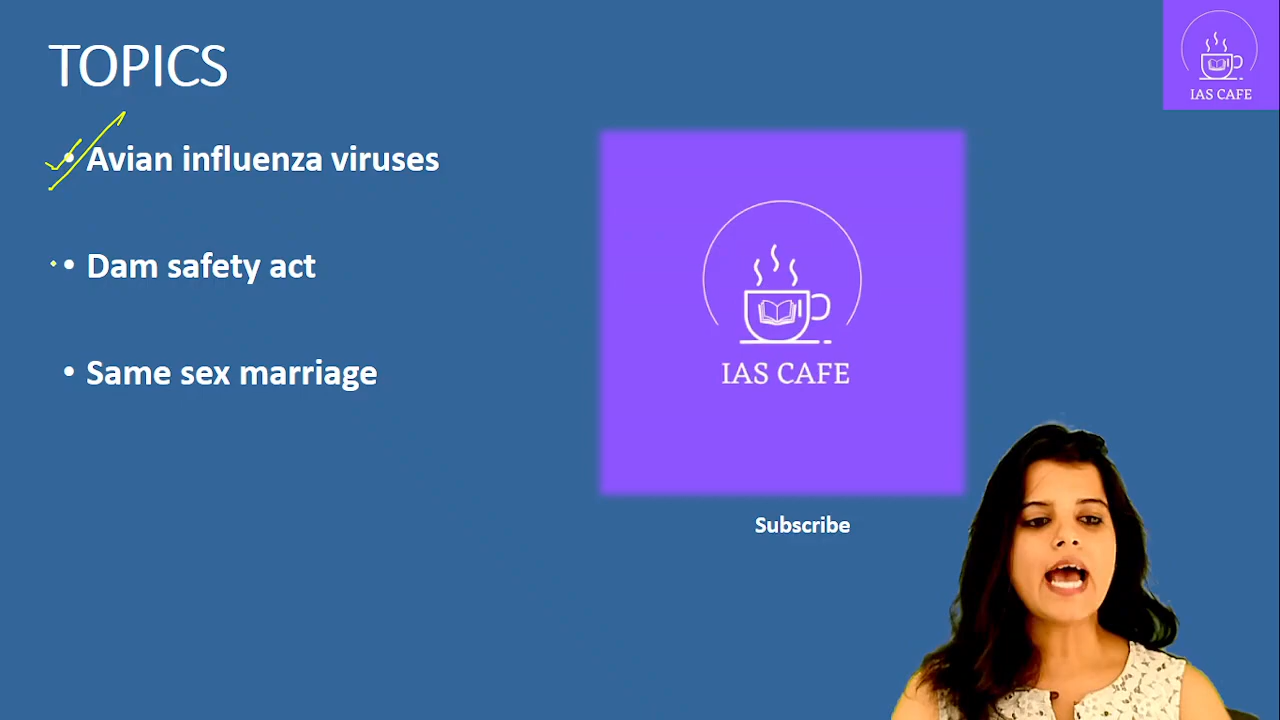 TOPICS
IAS CAFE
• Avian influenza viruses
• Dam safety act
• Same sex marriage
IAS CAFE
Subscribe